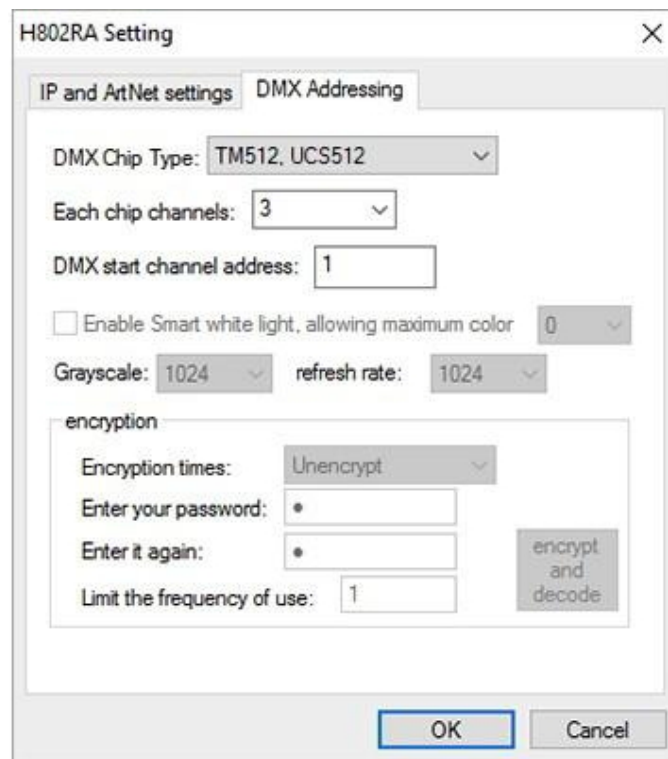 H802RA Setting
IP and ArtNet settings DMX Addressing
DMX Chip Type: TM512, UCS512
Each chip channels: 3
DMX start channel address: 1
Enable Smart white light, allowing maximum color 0
Grayscale: 1024 refresh rate: 1024
encryption
Encryption times: Unencrypt
Enter your password: •
Enter it again: •
Limit the frequency of use: 1
encrypt
and
decode
OK Cancel